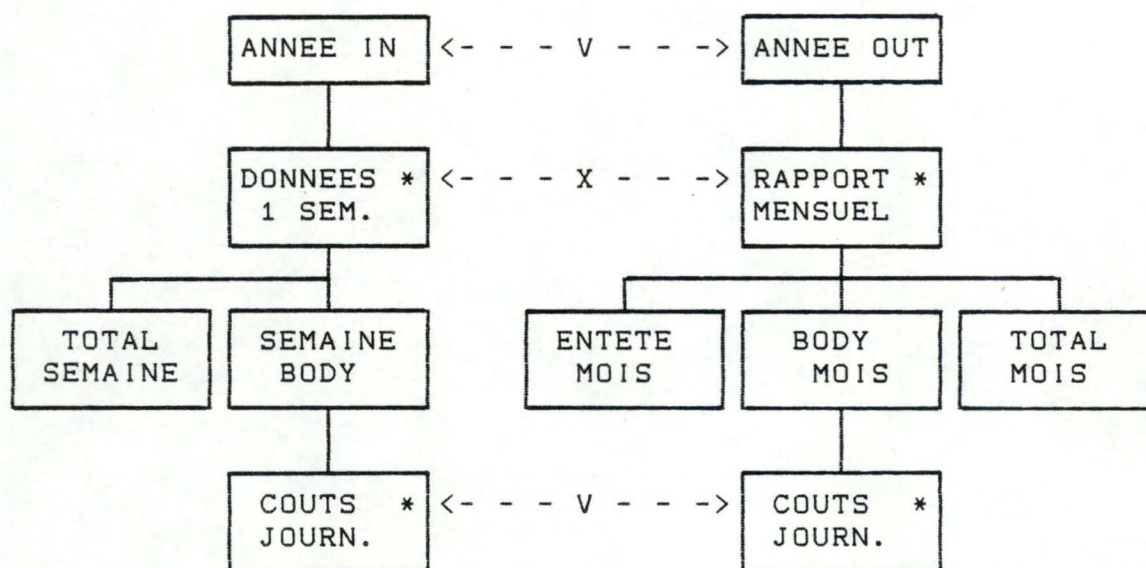 ANNEE IN <- - - V - - -> ANNEE OUT
DONNEES * <- - - X - - -> RAPPORT *
1 SEM. MENSUEL
TOTAL SEMAINE ENTETE BODY TOTAL
SEMAINE BODY MOIS MOIS MOIS
COUTS * <- - - V - - -> COUTS *
JOURN. JOURN.